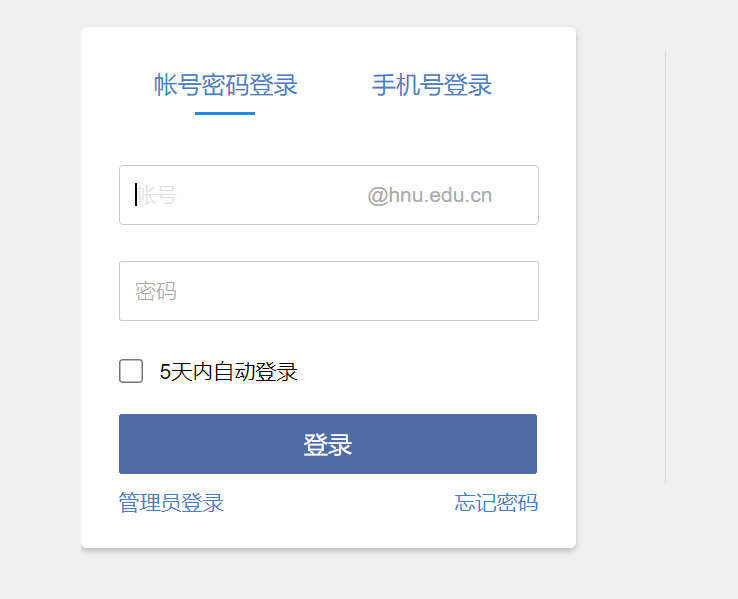 帐号密码登录 手机号登录
帐号 @hnu.edu.cn
密码
5天内自动登录
登录
管理员登录 忘记密码